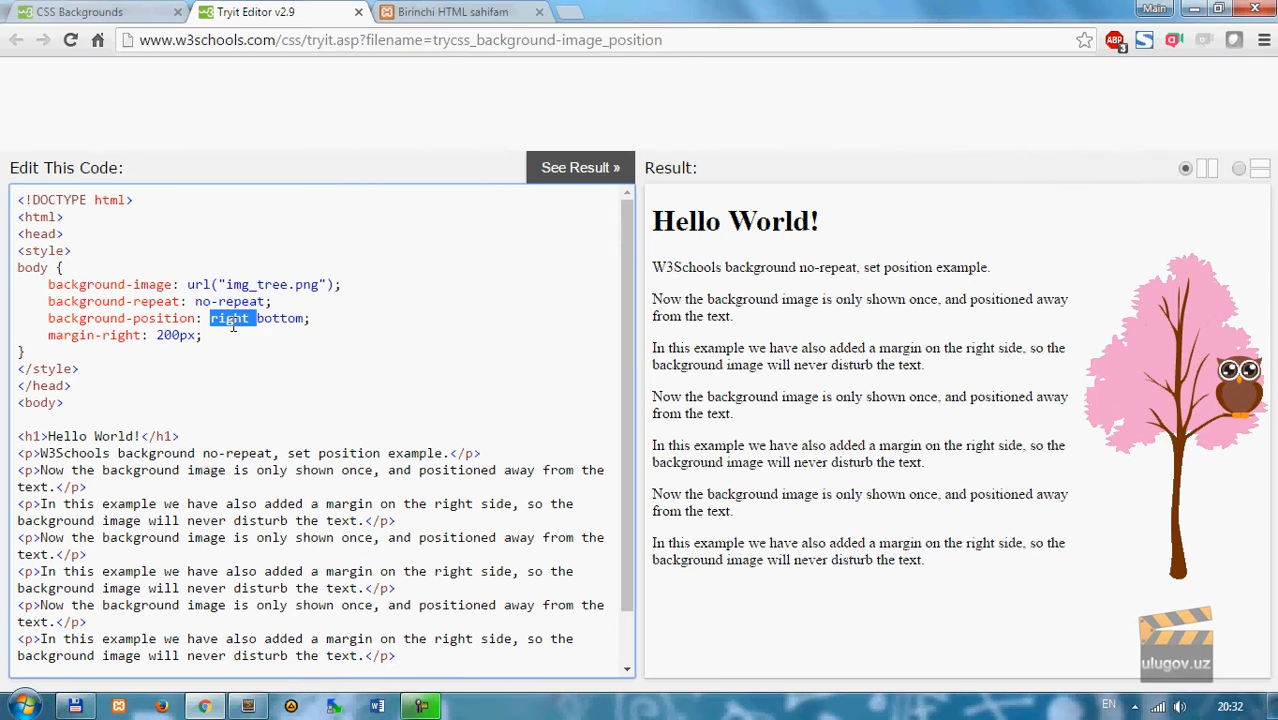 CSS Backgrounds
Tryit Editor v2.9
Birinchi HTML sahifam
Main
www.w3schools.com/css/tryit.asp?filename=trycss_background-image_position
ABP
3
S
Edit This Code:
See Result »
Result:
<!DOCTYPE html>
<html>
<head>
<style>
body {
background-image: url("img_tree.png");
background-repeat: no-repeat;
background-position: right bottom;
margin-right: 200px;
}
</style>
</head>
<body>
<h1>Hello World!</h1>
<p>W3Schools background no-repeat, set position example.</p>
<p>Now the background image is only shown once, and positioned away from the
text.</p>
<p>In this example we have also added a margin on the right side, so the
background image will never disturb the text.</p>
<p>Now the background image is only shown once, and positioned away from the
text.</p>
<p>In this example we have also added a margin on the right side, so the
background image will never disturb the text.</p>
<p>Now the background image is only shown once, and positioned away from the
text.</p>
<p>In this example we have also added a margin on the right side, so the
background image will never disturb the text.</p>
Hello World!
W3Schools background no-repeat, set position example.
Now the background image is only shown once, and positioned away
from the text.
In this example we have also added a margin on the right side, so the
background image will never disturb the text.
Now the background image is only shown once, and positioned away
from the text.
In this example we have also added a margin on the right side, so the
background image will never disturb the text.
Now the background image is only shown once, and positioned away
from the text.
In this example we have also added a margin on the right side, so the
background image will never disturb the text.
ulugov.uz
EN
20:32